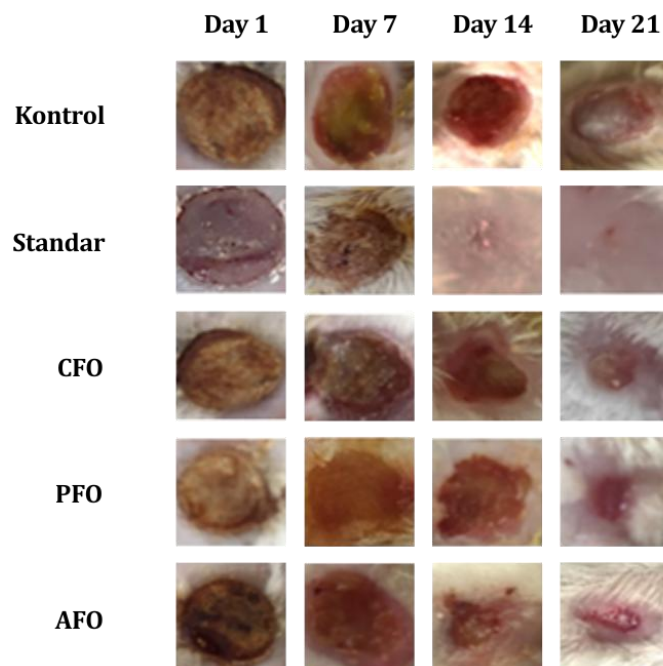 Day 1 Day 7 Day 14 Day 21
Kontrol
Standar
CFO
PFO
AFO